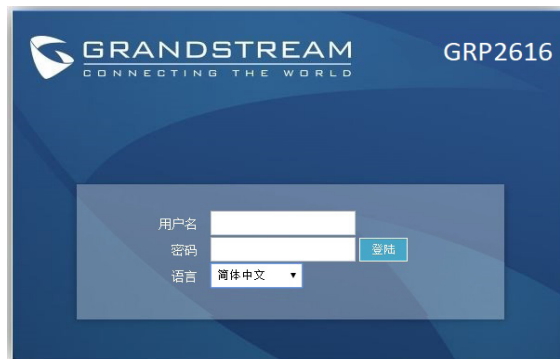 GRANDSTREAM
CONNECTING THE WORLD
GRP2616
用户名
密码
登陆
语言
简体中文